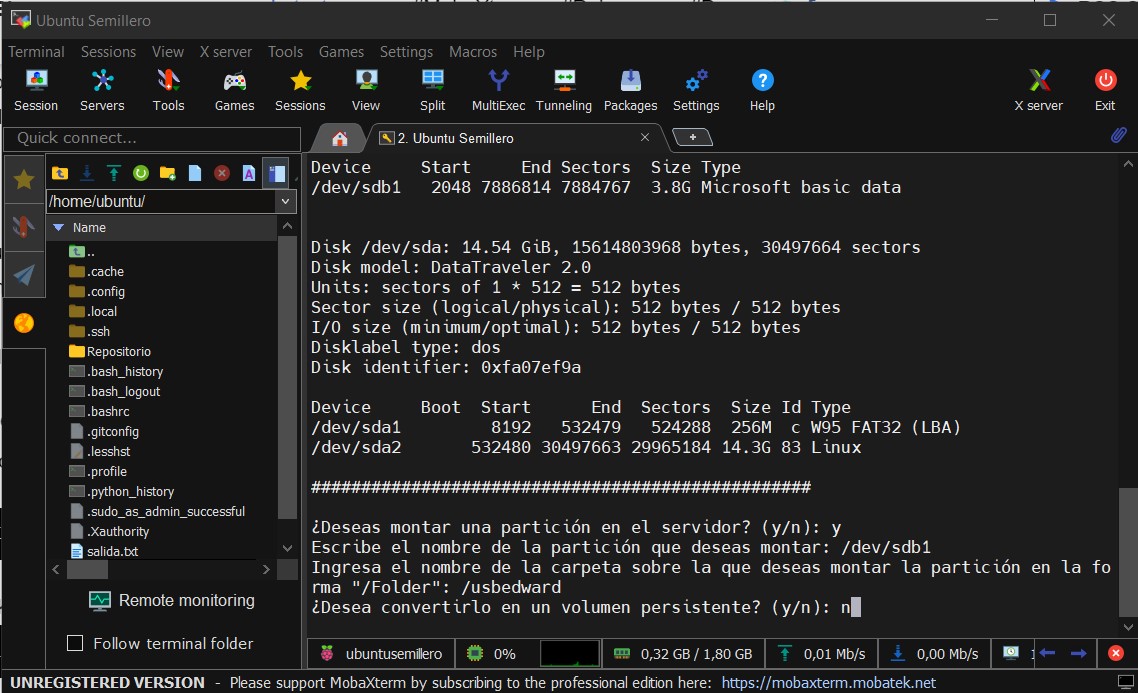 Ubuntu Semillero
Terminal Sessions View X server Tools Games Settings Macros Help
Session Servers Tools Games Sessions View Split MultiExec Tunneling Packages Settings Help X server Exit
Quick connect...
2. Ubuntu Semillero
/home/ubuntu/
Name
..
.cache
.config
.local
.ssh
Repositorio
.bash_history
.bash_logout
.bashrc
.gitconfig
.lesshst
.profile
.python_history
.sudo_as_admin_successful
.Xauthority
salida.txt
Remote monitoring
Follow terminal folder
Device Start End Sectors Size Type
/dev/sdb1 2048 7886814 7884767 3.8G Microsoft basic data
Disk /dev/sda: 14.54 GiB, 15614803968 bytes, 30497664 sectors
Disk model: DataTraveler 2.0
Units: sectors of 1 * 512 = 512 bytes
Sector size (logical/physical): 512 bytes / 512 bytes
I/O size (minimum/optimal): 512 bytes / 512 bytes
Disklabel type: dos
Disk identifier: 0xfa07ef9a
Device Boot Start End Sectors Size Id Type
/dev/sda1 8192 532479 524288 256M c W95 FAT32 (LBA)
/dev/sda2 532480 30497663 29965184 14.3G 83 Linux
##################################################
¿Deseas montar una partición en el servidor? (y/n): y
Escribe el nombre de la partición que deseas montar: /dev/sdb1
Ingresa el nombre de la carpeta sobre la que deseas montar la partición en la fo
rma "/Folder": /usbedward
¿Desea convertirlo en un volumen persistente? (y/n): n
ubuntusemillero 0% 0,32 GB / 1,80 GB 0,01 Mb/s 0,00 Mb/s
UNREGISTERED VERSION - Please support MobaXterm by subscribing to the professional edition here: https://mobaxterm.mobatek.net